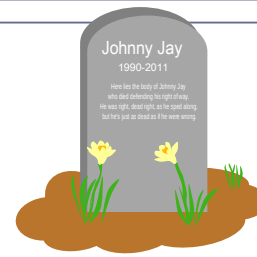 Johnny Jay
1990-2011
Here lies the body of Johnny Jay
who died defending his right of way.
He was right, dead right, as he sped along,
but he's just as dead as if he were wrong.